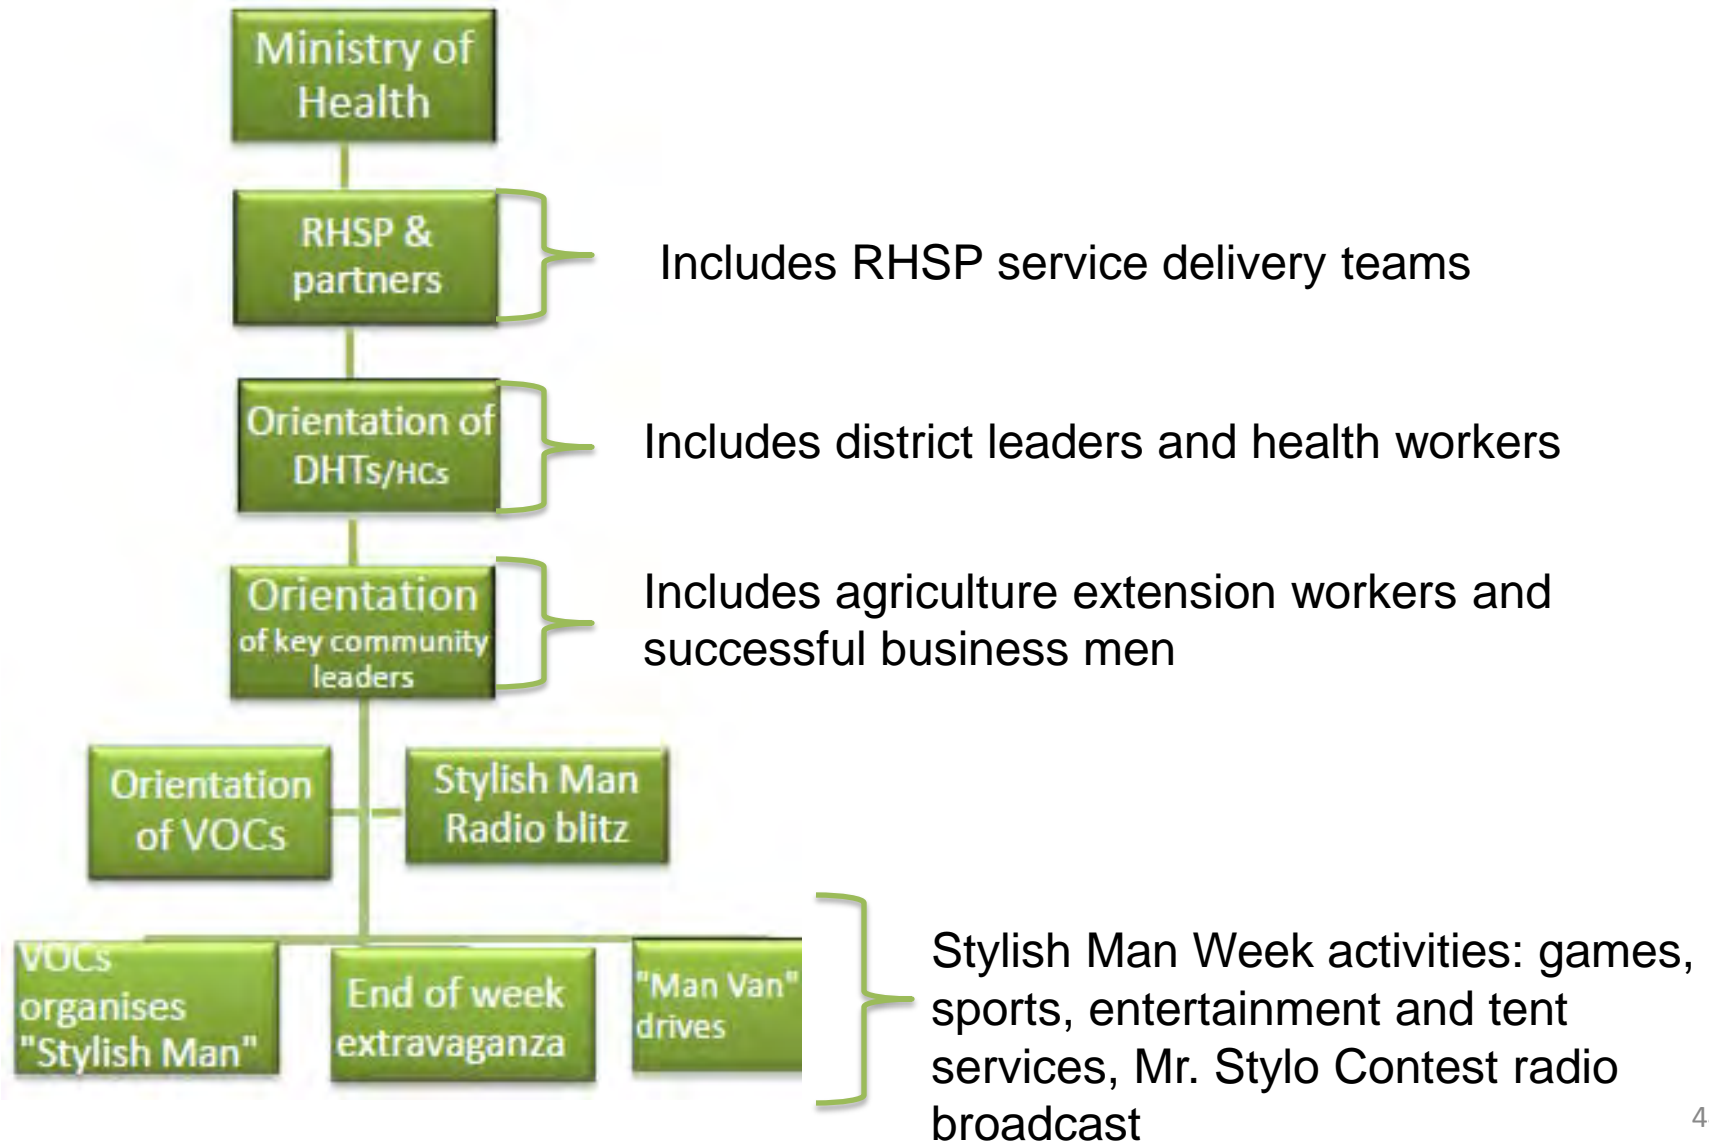 Ministry of
Health
RHSP &
partners
Includes RHSP service delivery teams
Orientation of
DHTs/HCs
Includes district leaders and health workers
Orientation
of key community
leaders
Includes agriculture extension workers and
successful business men
Orientation
of VOCs
Stylish Man
Radio blitz
VOCs
organises
"Stylish Man"
End of week
extravaganza
"Man Van"
drives
Stylish Man Week activities: games,
sports, entertainment and tent
services, Mr. Stylo Contest radio
broadcast
4